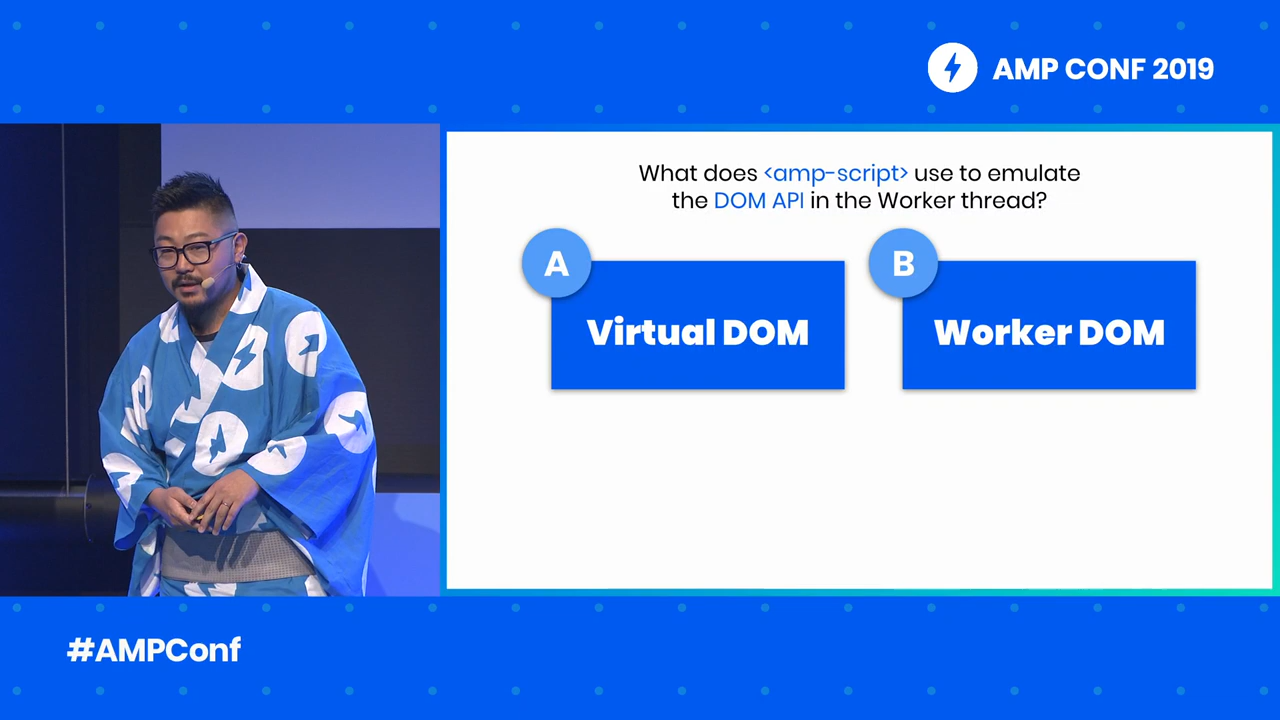 AMP CONF 2019
What does <amp-script> use to emulate
the DOM API in the Worker thread?
A
Virtual DOM
B
Worker DOM
#AMPConf